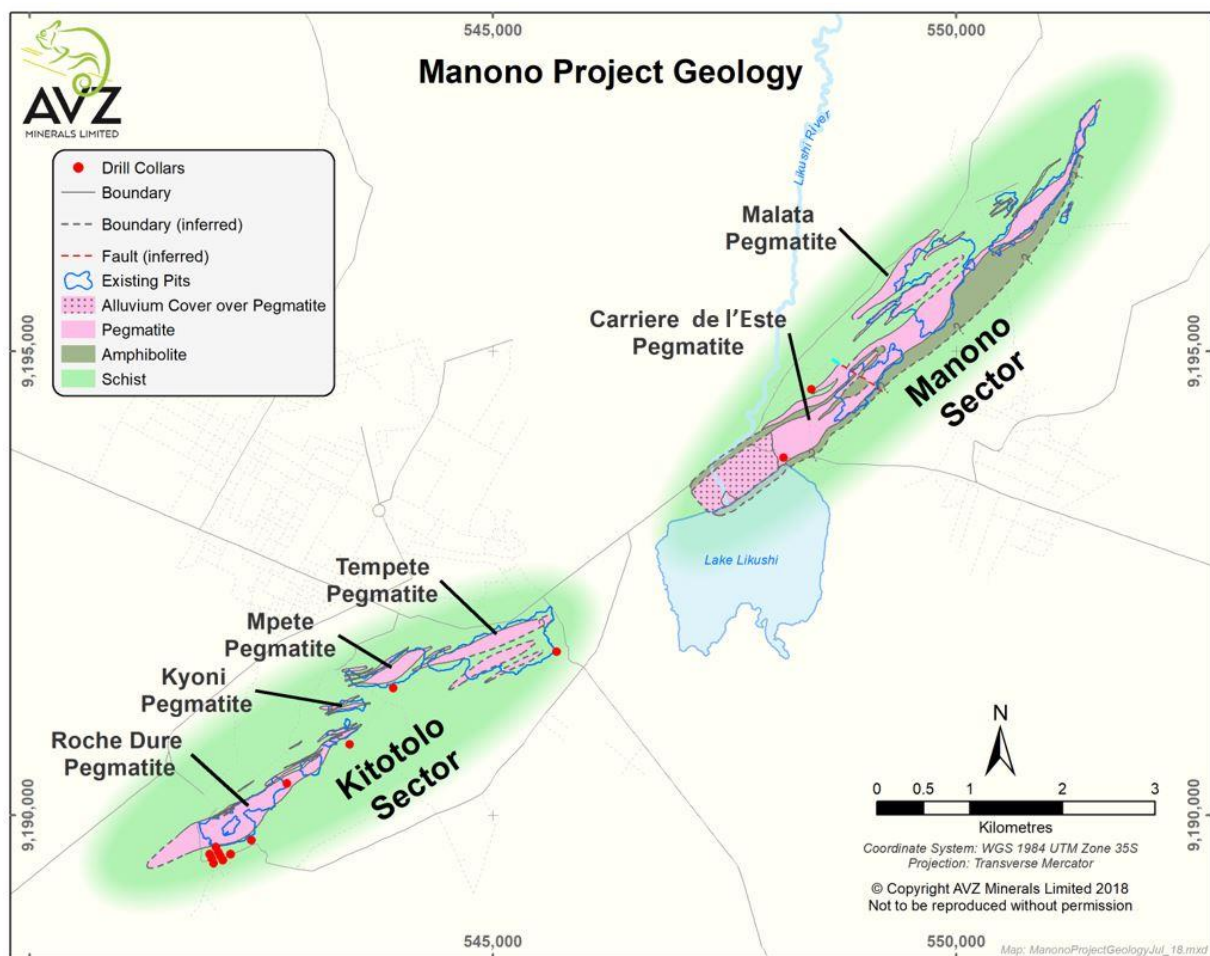 545,000
550,000
AVZ
MINERALS LIMITED
Manono Project Geology
Drill Collars
Boundary
Boundary (inferred)
Fault (inferred)
Existing Pits
Alluvium Cover over Pegmatite
Pegmatite
Amphibolite
Schist
Likushi River
Malata
Pegmatite
Carriere de l'Este
Pegmatite
Manono
Sector
9,195,000
9,195,000
Lake Likushi
Tempete
Pegmatite
Mpete
Pegmatite
Kyoni
Pegmatite
Roche Dure
Pegmatite
Kitotolo
Sector
N
0 0.5 1 2 3
Kilometres
9,190,000
9,190,000
Coordinate System: WGS 1984 UTM Zone 35S
Projection: Transverse Mercator
© Copyright AVZ Minerals Limited 2018
Not to be reproduced without permission
545,000
550,000
Map: ManonoProjectGeologyJul_18.mxd